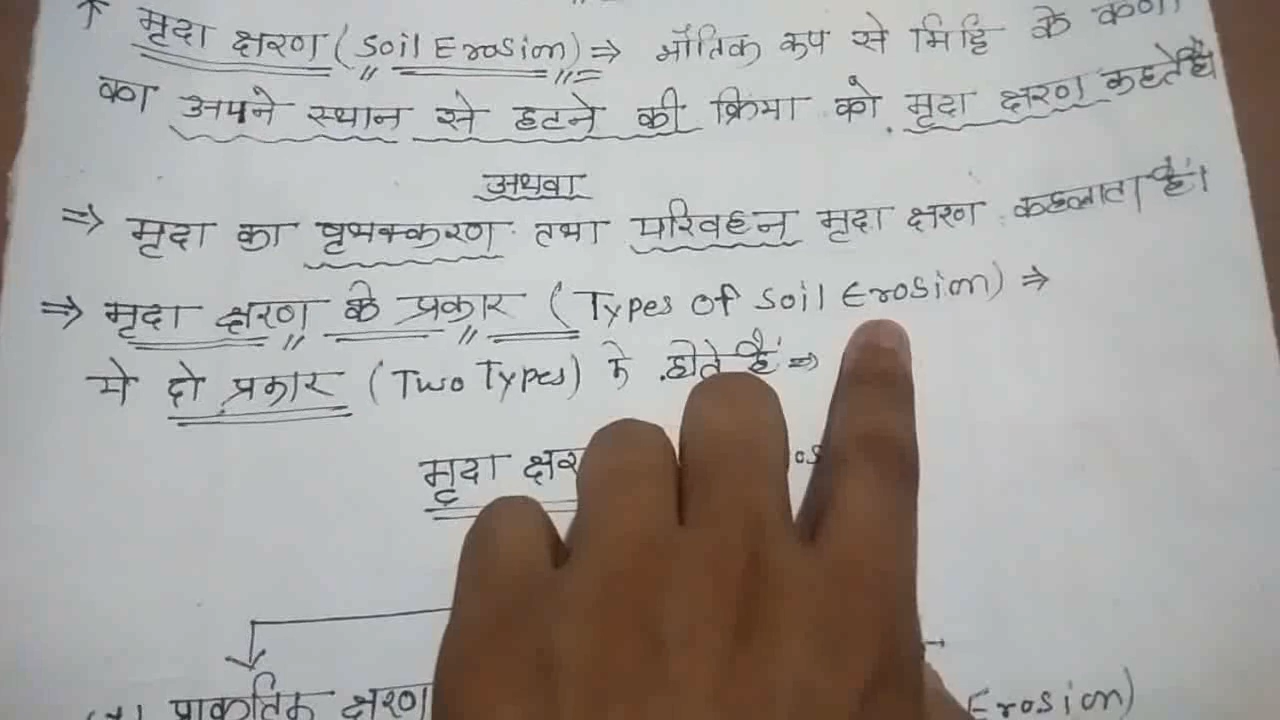 मृदा क्षरण (Soil Erosion) ⇒ भौतिक रूप से मिट्टि के कणो
का अपने स्थान से हटने की क्रिया को मृदा क्षरण कहते है
अथवा
⇒ मृदा का पृथक्करण तथा परिवहन मृदा क्षरण कहलाता है।
⇒ मृदा क्षरण के प्रकार (Types of Soil Erosion) ⇒
ये दो प्रकार (Two Types) के होते है ⇒
मृदा
प्राकृतिक क्षरण Erosion)